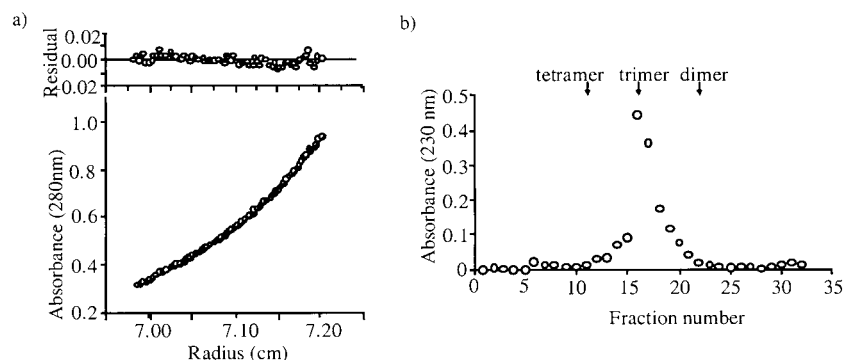 a)
0.02
0.00
0.02
Residual
1.0
0.8
0.6
0.4
0.2
Absorbance (280nm)
7.00
7.10
7.20
Radius (cm)
b)
tetramer
trimer
dimer
0.5
0.4
0.3
0.2
0.1
0
Absorbance (230 nm)
0
5
10
15
20
25
30
35
Fraction number